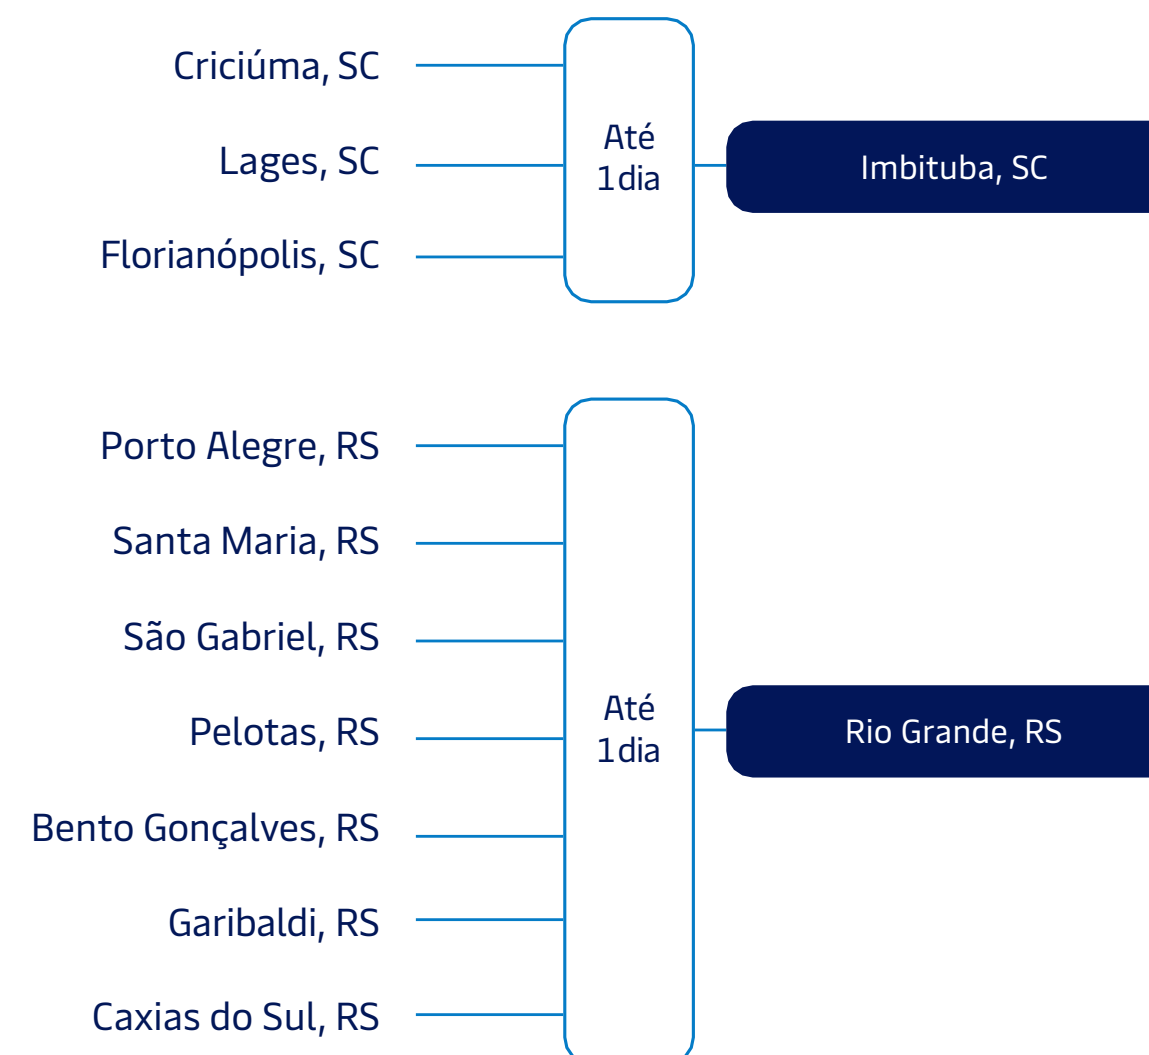 Criciúma, SC
Lages, SC
Florianópolis, SC
Até
1dia
Imbituba, SC
Porto Alegre, RS
Santa Maria, RS
São Gabriel, RS
Pelotas, RS
Bento Gonçalves, RS
Garibaldi, RS
Caxias do Sul, RS
Até
1dia
Rio Grande, RS